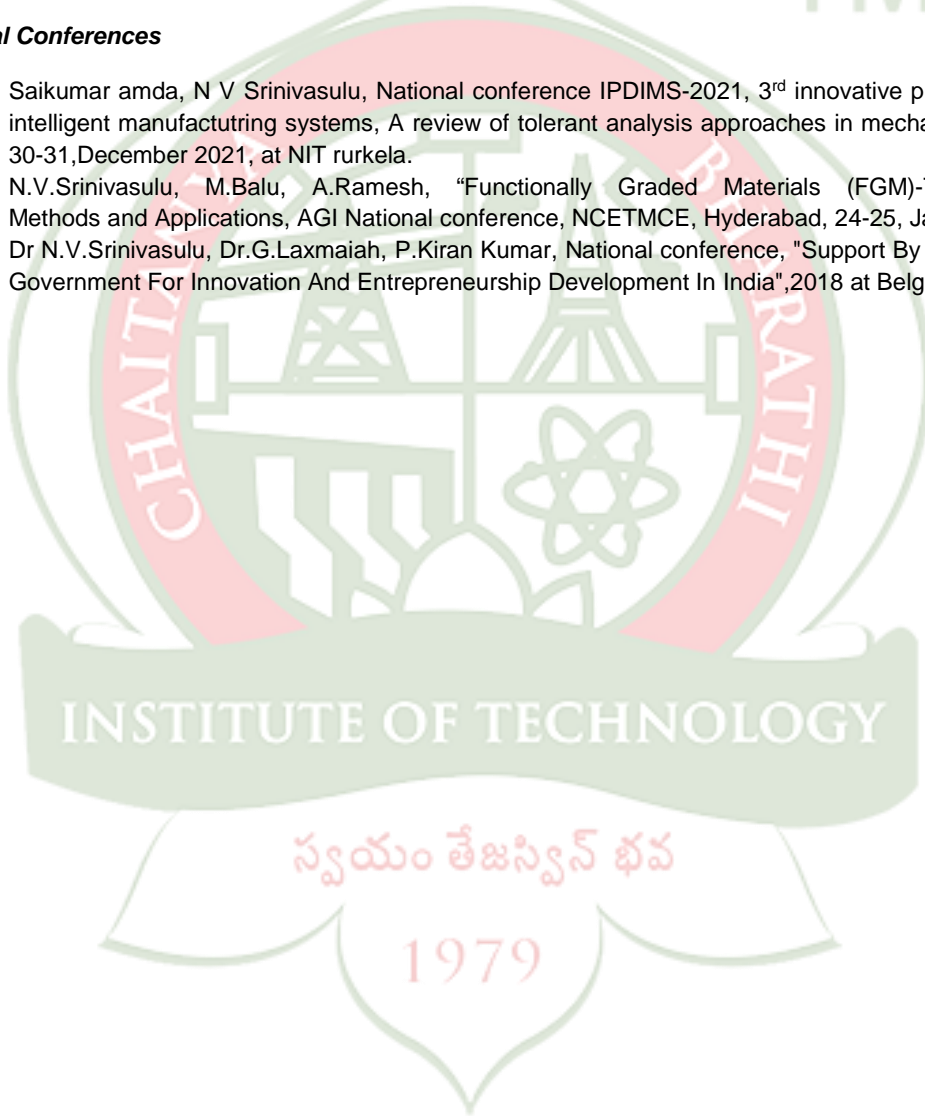 al Conferences
Saikumar amda, N V Srinivasulu, National conference IPDIMS-2021, 3rd innovative p
intelligent manufactutring systems, A review of tolerant analysis approaches in mecha
30-31,December 2021, at NIT rurkela.
N.V.Srinivasulu, M.Balu, A.Ramesh, “Functionally Graded Materials (FGM)-
Methods and Applications, AGI National conference, NCETMCE, Hyderabad, 24-25, Ja
Dr N.V.Srinivasulu, Dr.G.Laxmaiah, P.Kiran Kumar, National conference, "Support By
Government For Innovation And Entrepreneurship Development In India",2018 at Belg
CHAITANYA BHARATHI
INSTITUTE OF TECHNOLOGY
స్వయం తేజస్విన్ భవ
1979